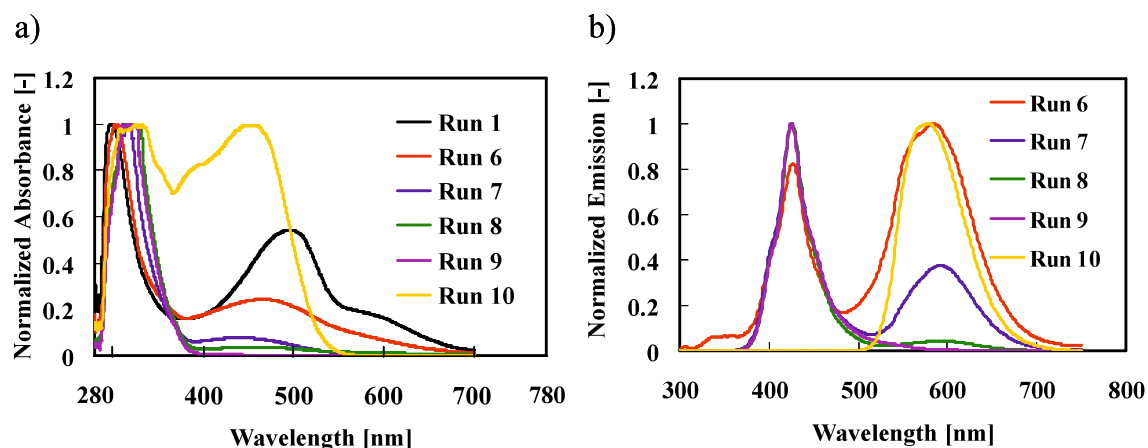 a)
Normalized Absorbance [-]
1.2
1
0.8
0.6
0.4
0.2
0
280
400
500
600
700
780
Wavelength [nm]
Run 1
Run 6
Run 7
Run 8
Run 9
Run 10
b)
Normalized Emission [-]
1.2
1
0.8
0.6
0.4
0.2
0
300
400
500
600
700
800
Wavelength [nm]
Run 6
Run 7
Run 8
Run 9
Run 10